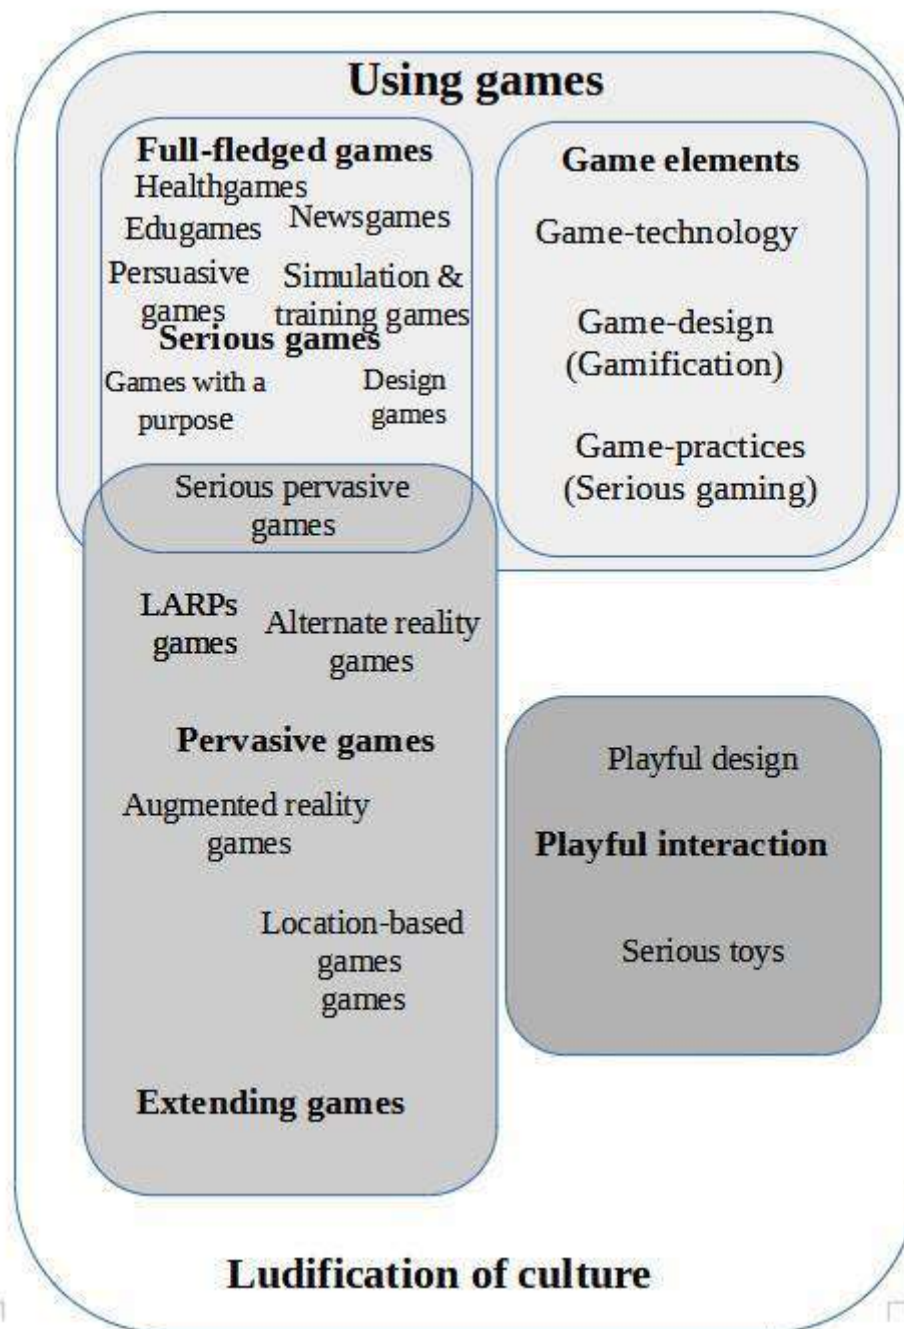 Using games
Full-fledged games
Healthgames
Edugames
Newsgames
Persuasive
games
Simulation &
training games
Serious games
Games with a
purpose
Design
games
Serious pervasive
games
Game elements
Game-technology
Game-design
(Gamification)
Game-practices
(Serious gaming)
LARPs
games
Alternate reality
games
Pervasive games
Augmented reality
games
Location-based
games
games
Extending games
Playful design
Playful interaction
Serious toys
Ludification of culture